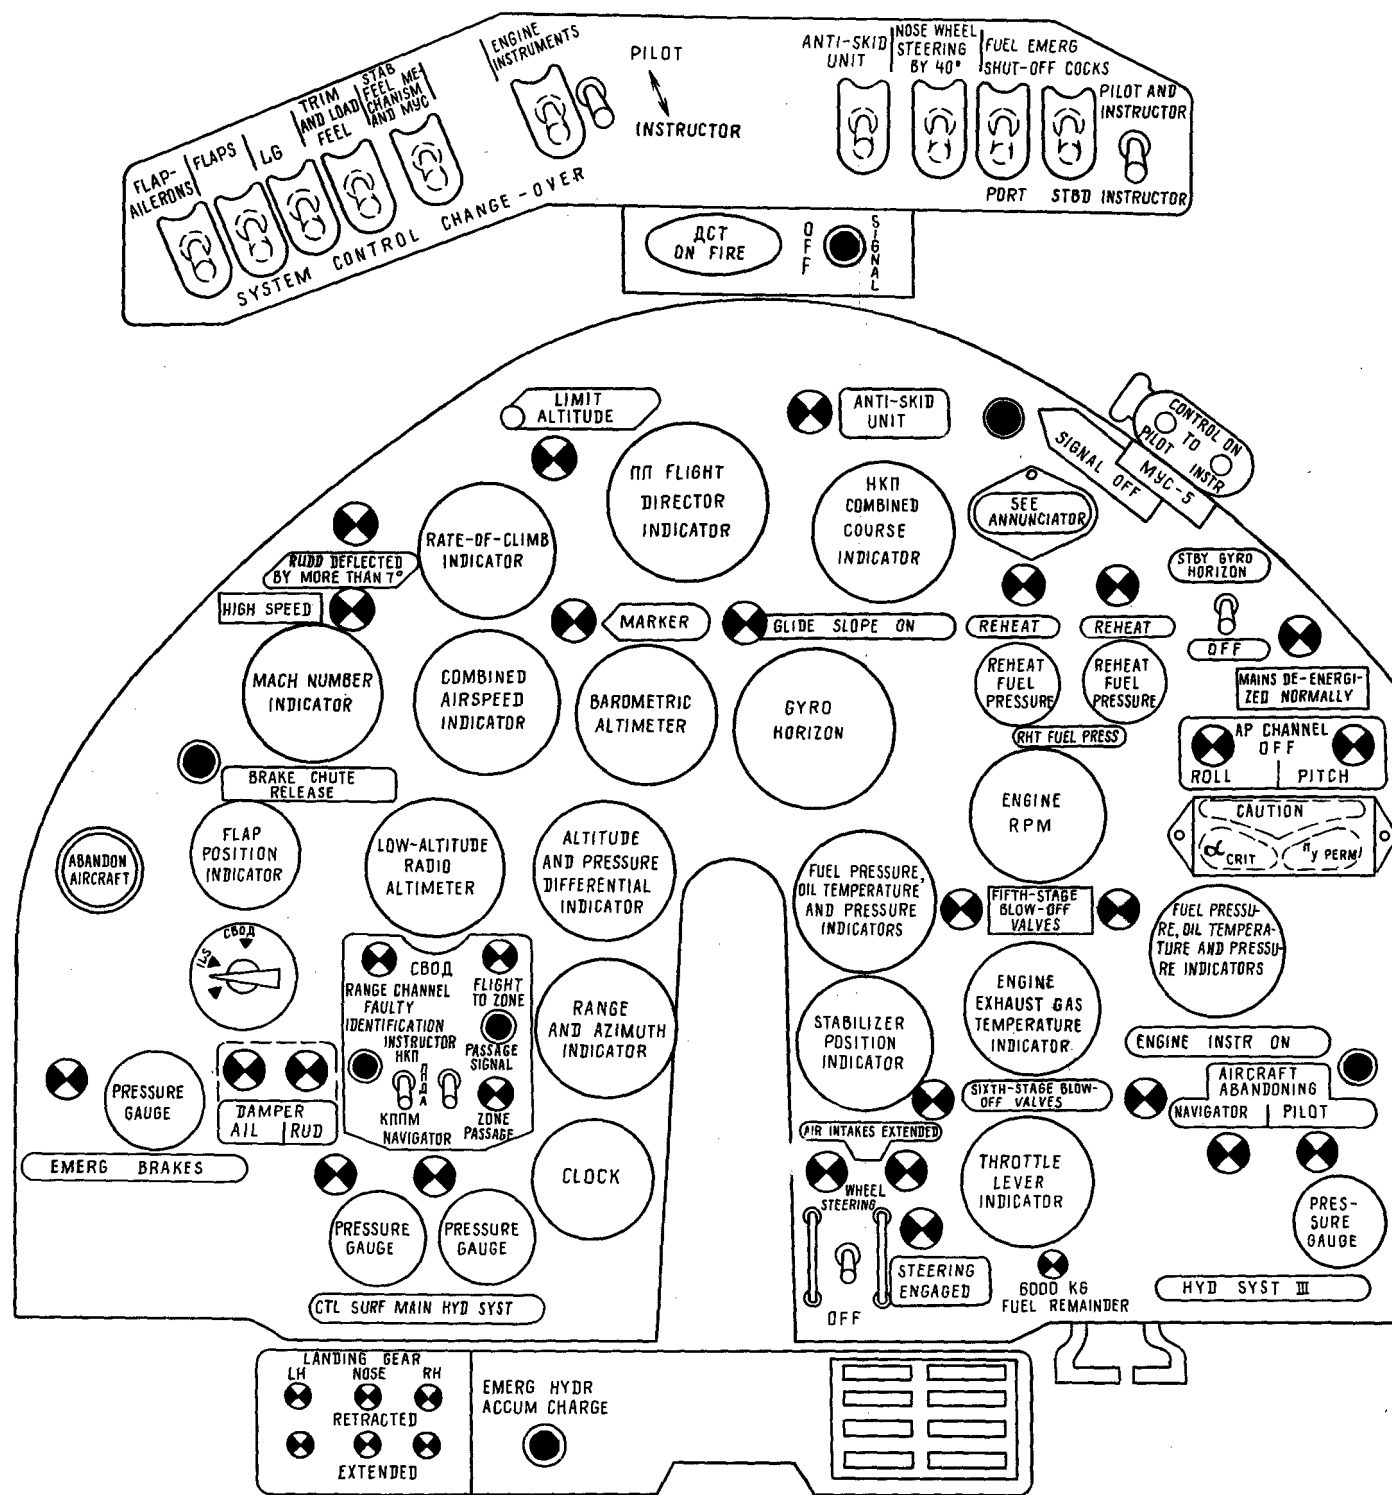 ENGINE
INSTRUMENTS
PILOT
INSTRUCTOR
STAB
FEEL ME-
CHANISM
AND МУС
TRIM
AND LOAD
FEEL
LG
FLAPS
FLAP-
AILERONS
SYSTEM CONTROL CHANGE-OVER
ANTI-SKID
UNIT
NOSE WHEEL
STEERING
BY 40°
FUEL EMERG
SHUT-OFF COCKS
PILOT AND
INSTRUCTOR
PORT
STBD
INSTRUCTOR
ДСТ
ON FIRE
OFF
SIGNAL
LIMIT
ALTITUDE
ANTI-SKID
UNIT
CONTROL ON
TO
PILOT
INSTR
SIGNAL OFF
МУС-5
ПП FLIGHT
DIRECTOR
INDICATOR
НКП
COMBINED
COURSE
INDICATOR
SEE
ANNUNCIATOR
RATE-OF-CLIMB
INDICATOR
RUDD DEFLECTED
BY MORE THAN 7°
HIGH SPEED
STBY GYRO
HORIZON
OFF
MARKER
GLIDE SLOPE ON
REHEAT
REHEAT
MACH NUMBER
INDICATOR
COMBINED
AIRSPEED
INDICATOR
BAROMETRIC
ALTIMETER
GYRO
HORIZON
REHEAT
FUEL
PRESSURE
REHEAT
FUEL
PRESSURE
RHT FUEL PRESS
MAINS DE-ENERGI-
ZED NORMALLY
AP CHANNEL
OFF
ROLL
PITCH
BRAKE CHUTE
RELEASE
ENGINE
RPM
CAUTION
α CRIT
ny PERM
ABANDON
AIRCRAFT
FLAP
POSITION
INDICATOR
LOW-ALTITUDE
RADIO
ALTIMETER
ALTITUDE
AND PRESSURE
DIFFERENTIAL
INDICATOR
FUEL PRESSURE,
OIL TEMPERATURE
AND PRESSURE
INDICATORS
FIFTH-STAGE
BLOW-OFF
VALVES
FUEL PRESSU-
RE, OIL TEMPERA-
TURE AND PRESSU-
RE INDICATORS
СВОД
ILS
СВОД
RANGE CHANNEL
FAULTY
FLIGHT
TO ZONE
IDENTIFICATION
INSTRUCTOR
НКП
ПНДА
PASSAGE
SIGNAL
КППМ
NAVIGATOR
ZONE
PASSAGE
RANGE
AND AZIMUTH
INDICATOR
STABILIZER
POSITION
INDICATOR
ENGINE
EXHAUST GAS
TEMPERATURE
INDICATOR
ENGINE INSTR ON
PRESSURE
GAUGE
DAMPER
AIL
RUD
EMERG BRAKES
SIXTH-STAGE BLOW-
OFF VALVES
AIRCRAFT
ABANDONING
NAVIGATOR
PILOT
CLOCK
AIR INTAKES EXTENDED
WHEEL
STEERING
OFF
STEERING
ENGAGED
THROTTLE
LEVER
INDICATOR
PRES-
SURE
GAUGE
PRESSURE
GAUGE
PRESSURE
GAUGE
CTL SURF MAIN HYD SYST
6000 KG
FUEL REMAINDER
HYD SYST III
LANDING GEAR
LH
NOSE
RH
RETRACTED
EXTENDED
EMERG HYDR
ACCUM CHARGE